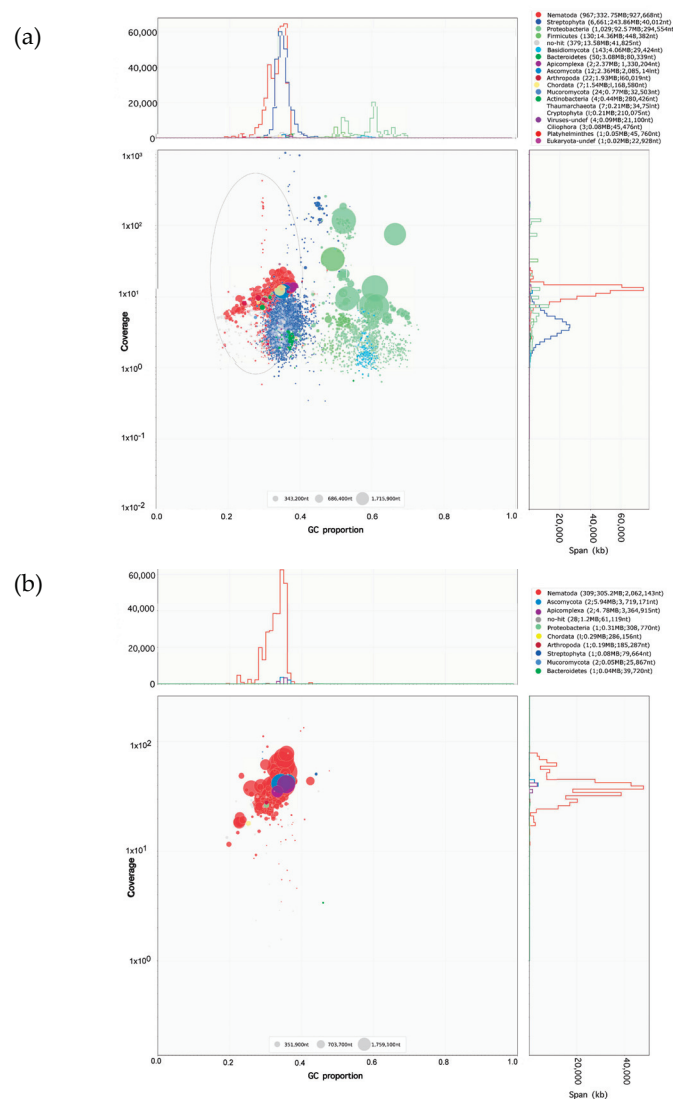 (a)
Nematoda (967;332.75MB;927,668nt)
Streptophyta (6,661;243.86MB;40,012nt)
Proteobacteria (1,029;92.61MB;294,554nt)
Firmicutes (130;14.36MB;448,382nt)
no-hit (379;13.58MB;41,825nt)
Basidiomycota (143;4.06MB;29,424nt)
Bacteroidetes (50;3.08MB;80,339nt)
Apicomplexa (2;2.37MB;1,330,204nt)
Ascomycota (12;2.36MB;2,085,14Int)
Arthropoda (22;1.93MB;I60,019nt)
Chordata (7;1.54MB;I,168,580nt)
Mucoromycota (24;0.77MB;32,503nt)
Actinobacteria (4;0.44MB;280,426nt)
Thaumarchaeota (7;0.21MB;34,75Int)
Cryptophyta (I;0.21MB;210,075nt)
Viruses-undef (4;0.09MB;21,100nt)
Ciliophora (3;0.08MB;45,476nt)
Platyhelminthes (1;0.05MB;45,760nt)
Eukaryota-undef (1;0.02MB;22,928nt)
60,000
40,000
20,000
0
1x10³
1x10²
1x10¹
1x10⁰
1x10⁻¹
1x10⁻²
Coverage
343,200nt
686,400nt
1,715,900nt
0.0
0.2
0.4
0.6
0.8
1.0
GC proportion
20,000
40,000
60,000
Span (kb)
(b)
Nematoda (309;305.2MB;2,062,143nt)
Ascomycota (2;5.94MB;3,719,171nt)
Apicomplexa (2;4.78MB;3,364,915nt)
no-hit (28;1.2MB;61,119nt)
Proteobacteria (1;0.31MB;308,770nt)
Chordata (I;0.29MB;286,156nt)
Arthropoda (1;0.19MB;185,287nt)
Streptophyta (1;0.08MB;79,664nt)
Mucoromycota (2;0.05MB;25,867nt)
Bacteroidetes (1;0.04MB;39,720nt)
60,000
40,000
20,000
0
1x10²
1x10¹
1x10⁰
Coverage
351,900nt
703,700nt
1,759,100nt
0.0
0.2
0.4
0.6
0.8
1.0
GC proportion
20,000
40,000
Span (kb)